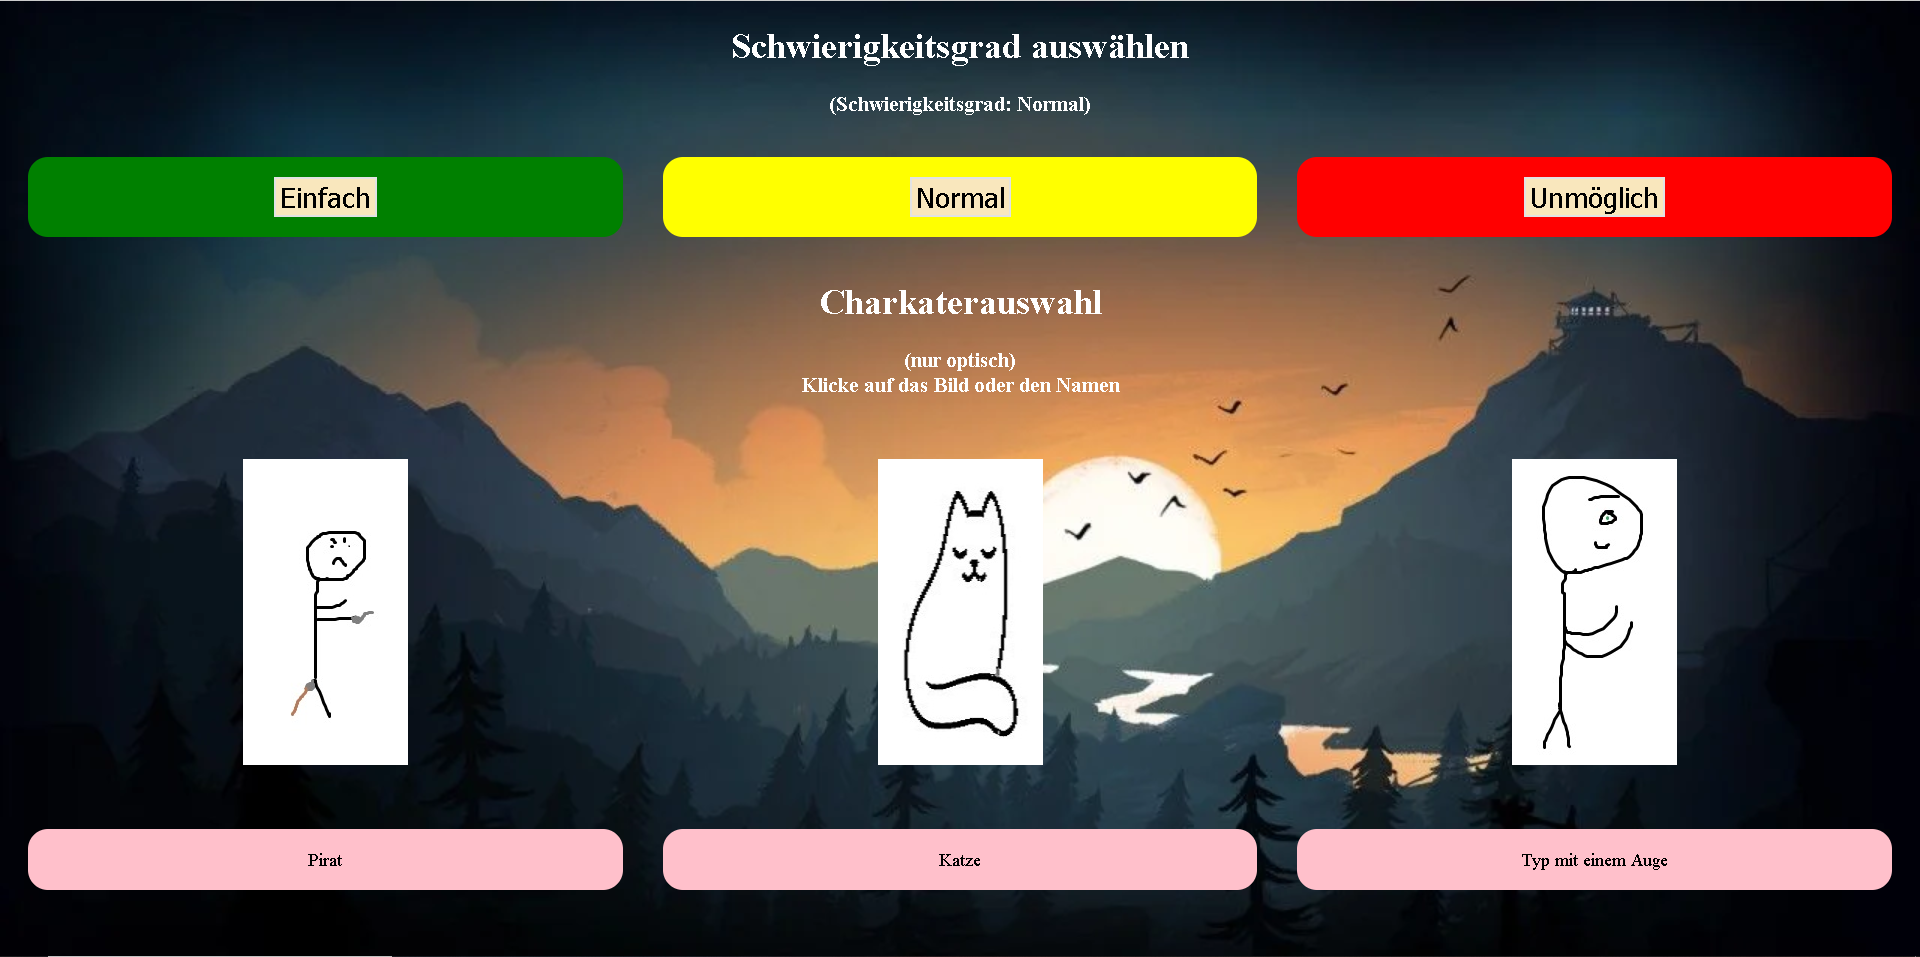 Schwierigkeitsgrad auswählen
(Schwierigkeitsgrad: Normal)
Einfach
Normal
Unmöglich
Charkaterauswahl
(nur optisch)
Klicke auf das Bild oder den Namen
Pirat
Katze
Typ mit einem Auge